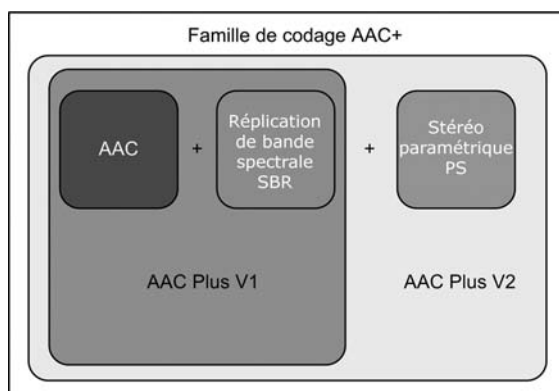 Famille de codage AAC+
AAC
+
Réplication
de bande
spectrale
SBR
+
Stéréo
paramétrique
PS
AAC Plus V1
AAC Plus V2